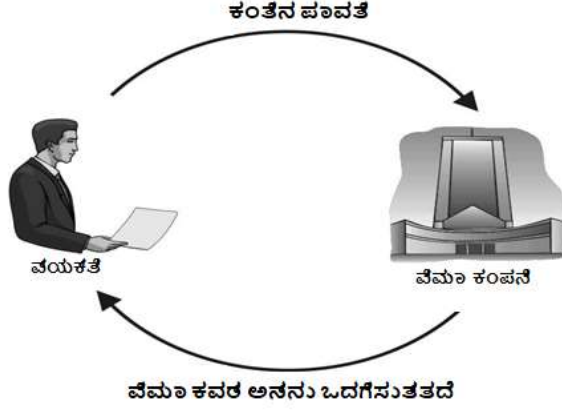 ಕಂತಿನ ಪಾವತಿ
ವಯಕತಿ
ವಿಮಾ ಕಂಪನಿ
ವಿಮಾ ಕವರ ಅನನು ಒದಗಿಸುತತದೆ